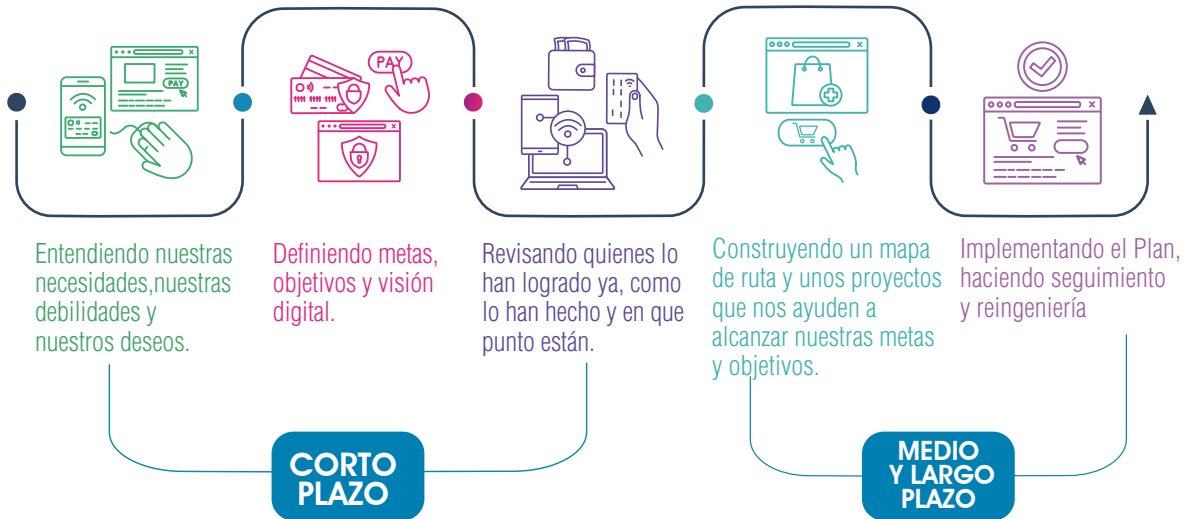 PAY
PAY
Entendiendo nuestras
necesidades,nuestras
debilidades y
nuestros deseos.
Definiendo metas,
objetivos y visión
digital.
Revisando quienes lo
han logrado ya, como
lo han hecho y en que
punto están.
Construyendo un mapa
de ruta y unos proyectos
que nos ayuden a
alcanzar nuestras metas
y objetivos.
Implementando el Plan,
haciendo seguimiento
y reingeniería
CORTO
PLAZO
MEDIO
Y LARGO
PLAZO